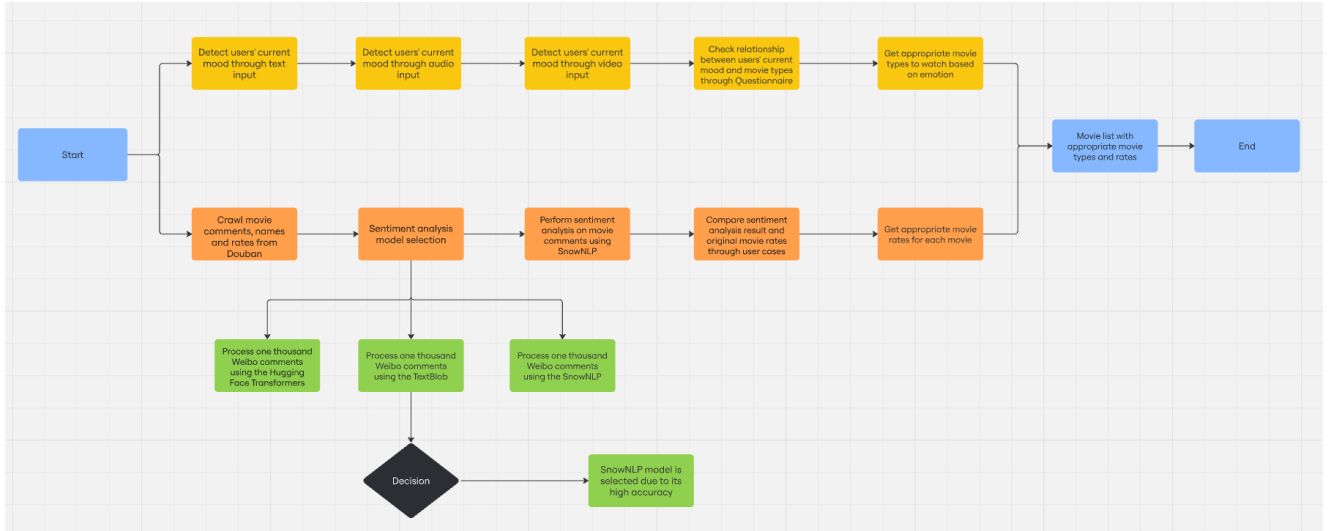 Detect users' current
mood through text
input
Detect users' current
mood through audio
input
Detect users' current
mood through video
input
Check relationship
between users' current
mood and movie types
through Questionnaire
Get appropriate movie
types to watch based
on emotion
Start
Movie list with
appropriate movie
types and rates
End
Crawl movie
comments, names
and rates from
Douban
Sentiment analysis
model selection
Perform sentiment
analysis on movie
comments using
SnowNLP
Compare sentiment
analysis result and
original movie rates
through user cases
Get appropriate movie
rates for each movie
Process one thousand
Weibo comments
using the Hugging
Face Transformers
Process one thousand
Weibo comments
using the TextBlob
Process one thousand
Weibo comments
using the SnowNLP
Decision
SnowNLP model is
selected due to its
high accuracy